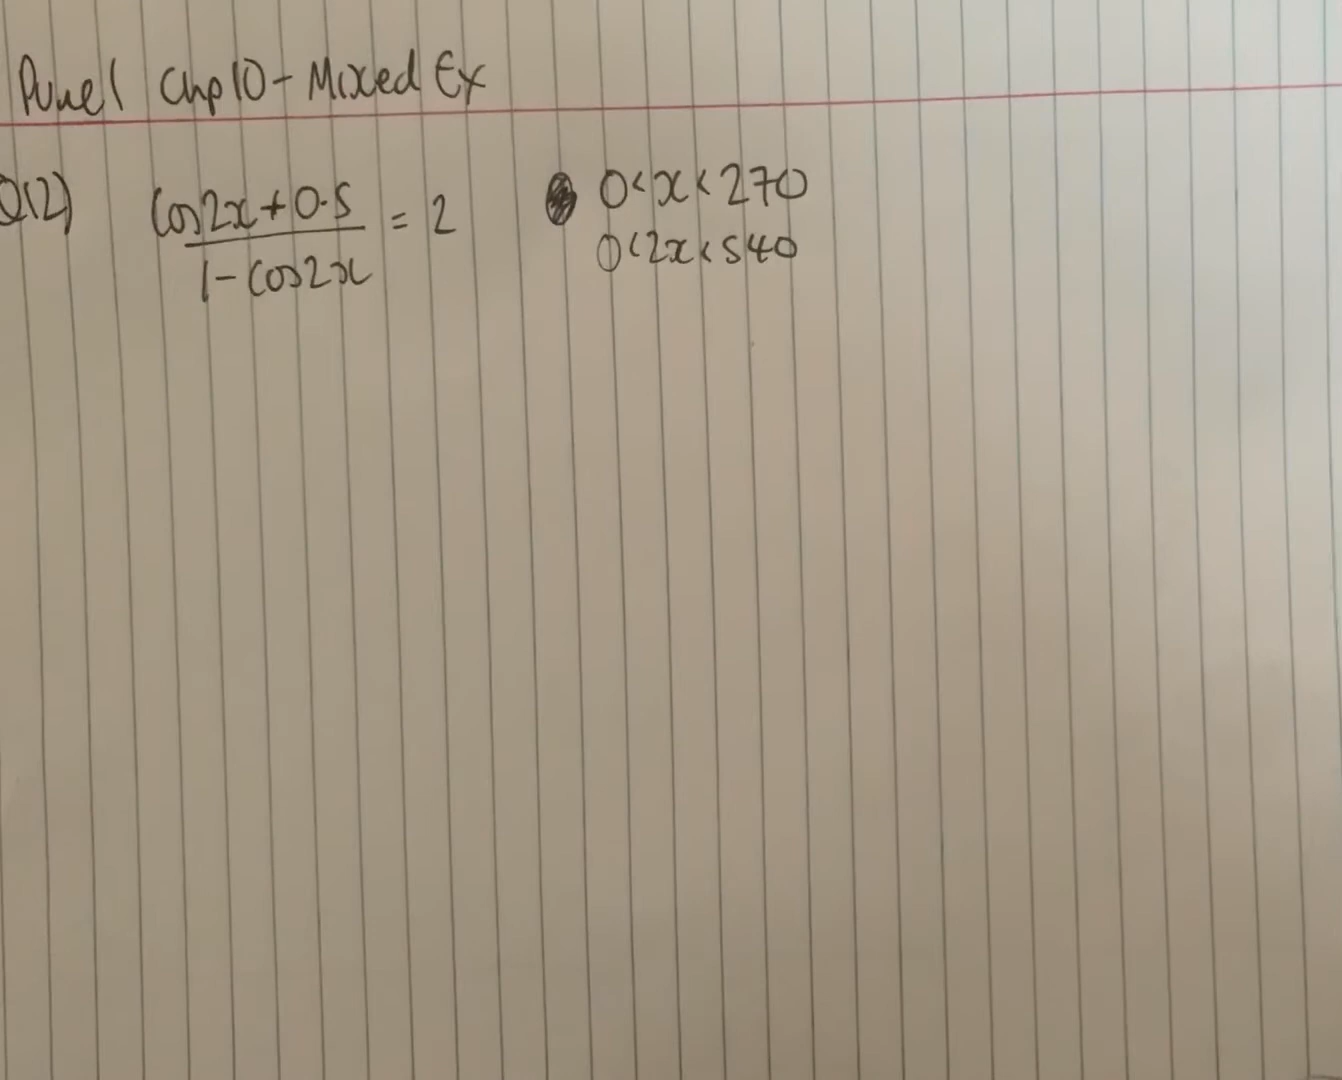 Pure 1 Chp 10 - Mixed Ex
Q12) cos2x + 0.5 / 1 - cos2x = 2
0 < x < 270
0 < 2x < 540